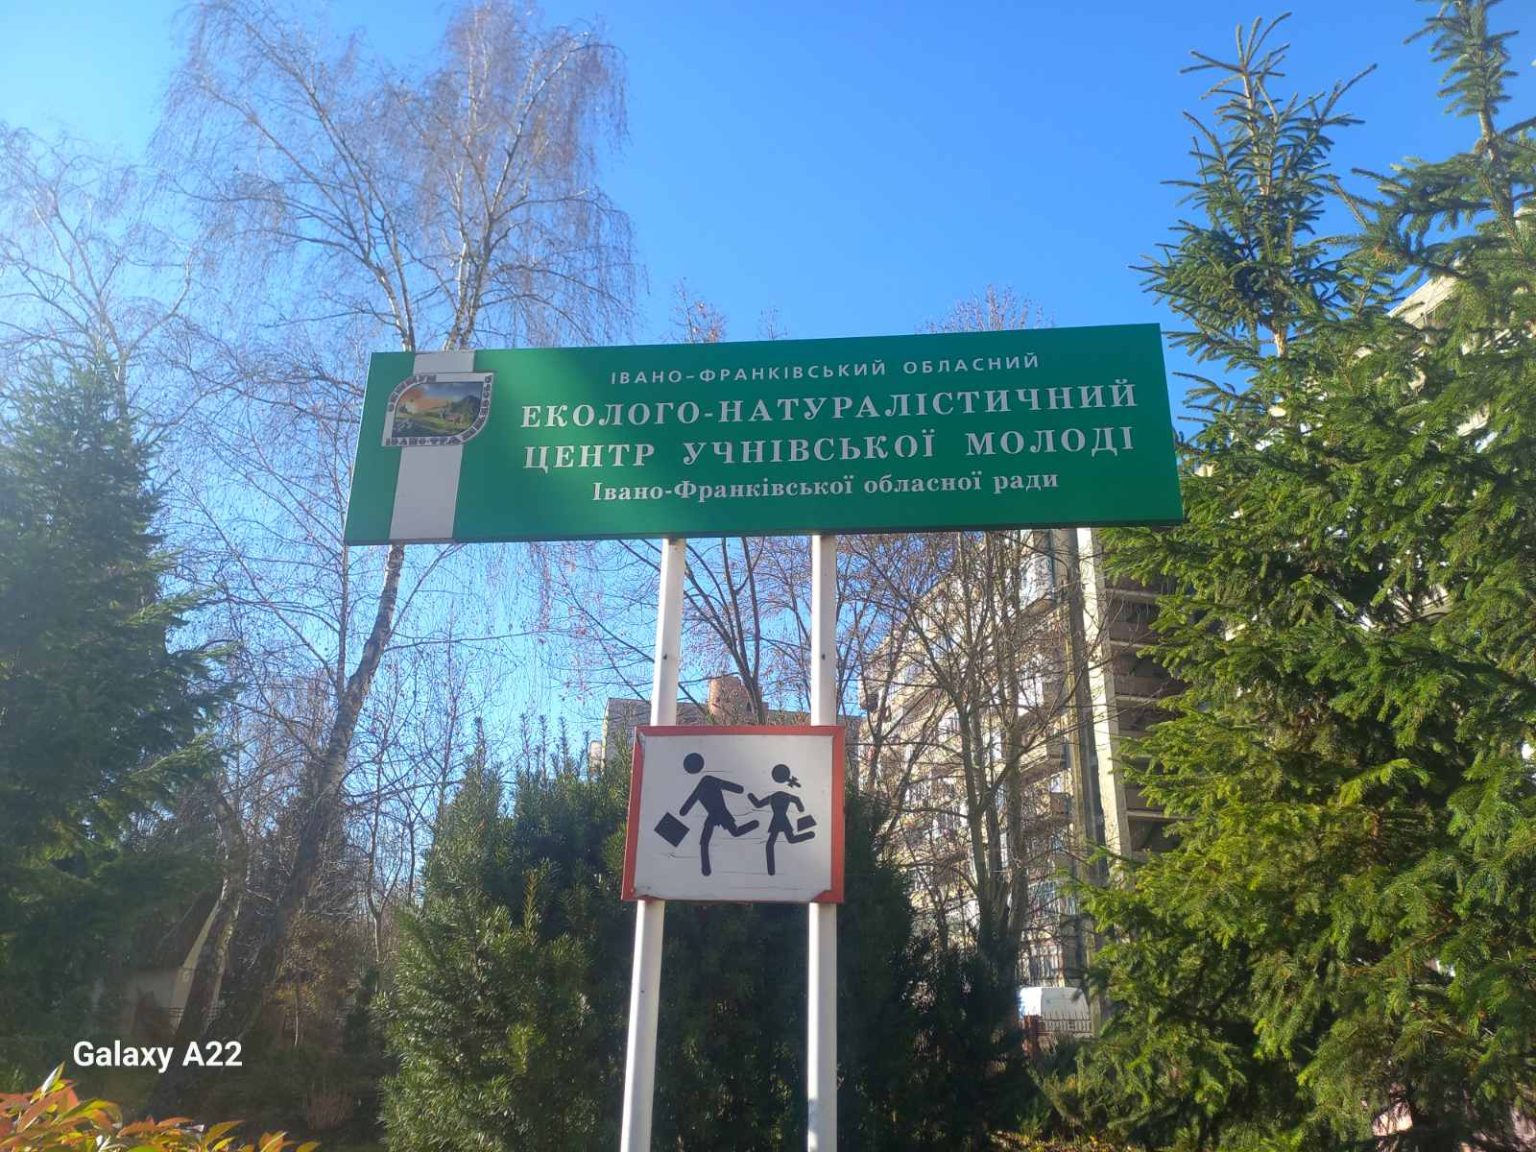 ІВАНО-ФРАНКІВСЬКИЙ ОБЛАСНИЙ
ЕКОЛОГО-НАТУРАЛІСТИЧНИЙ
ЦЕНТР УЧНІВСЬКОЇ МОЛОДІ
Івано-Франківської обласної ради
Galaxy A22